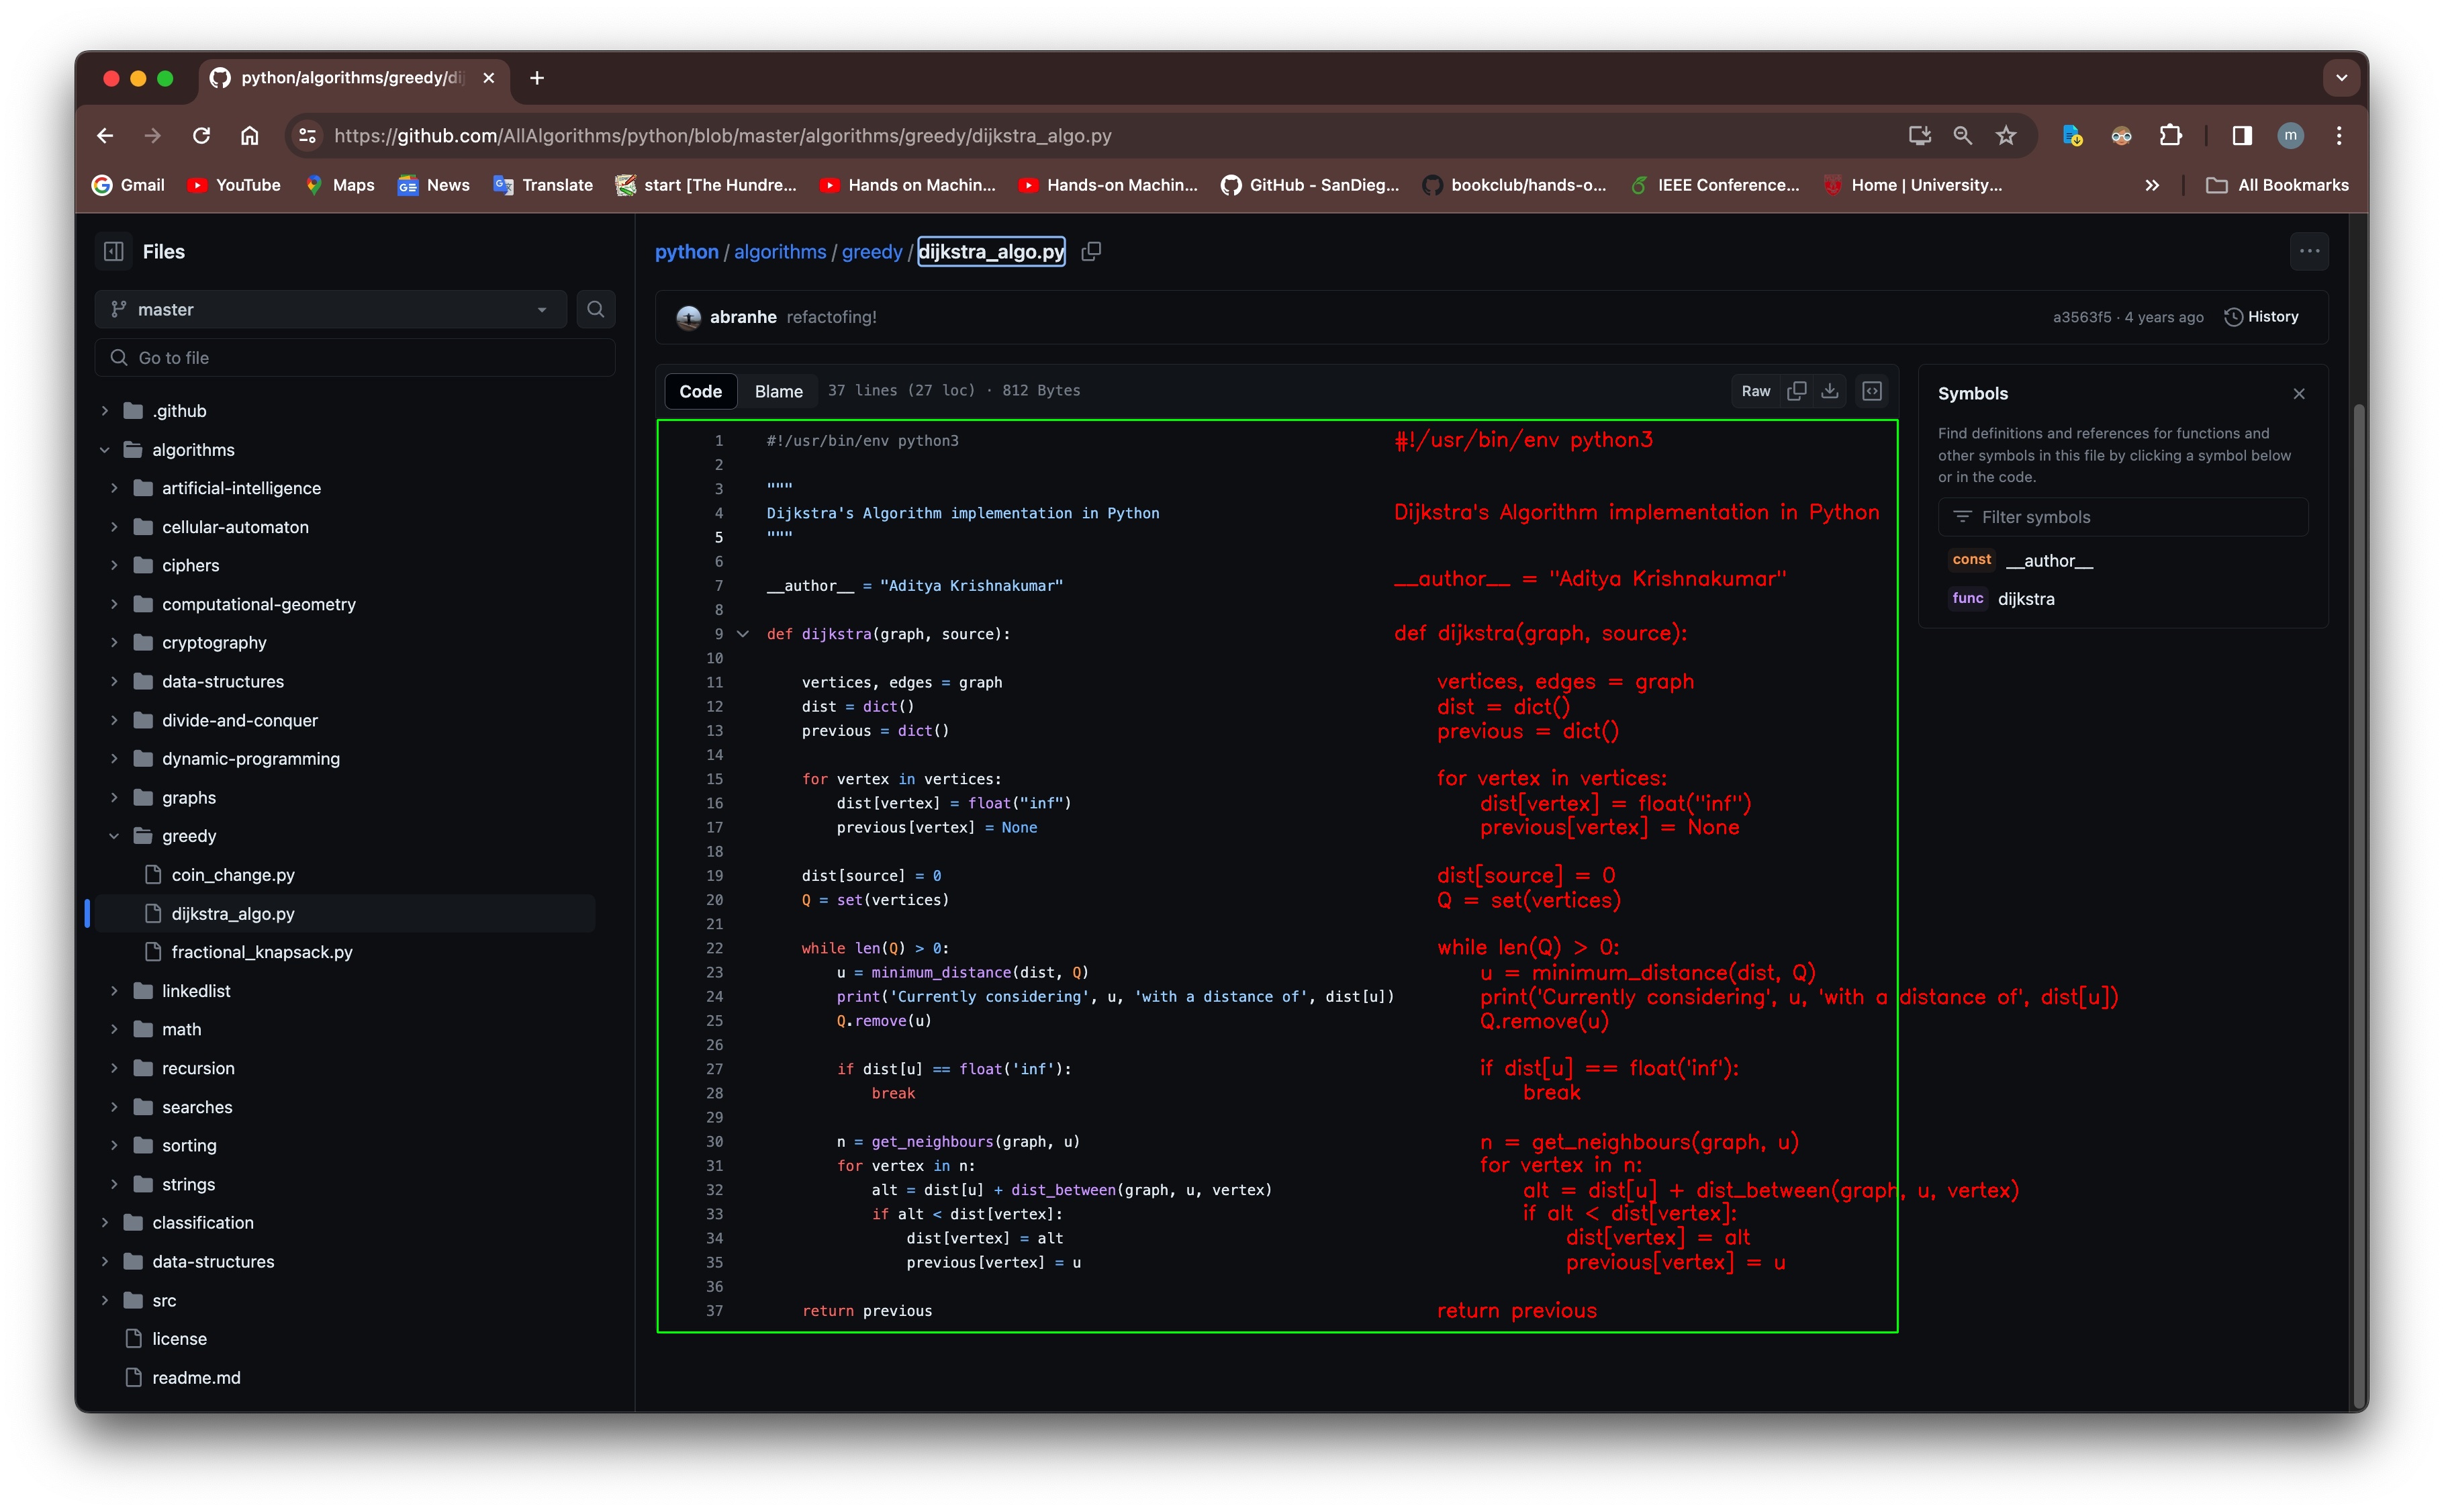 python/algorithms/greedy/dij
https://github.com/AllAlgorithms/python/blob/master/algorithms/greedy/dijkstra_algo.py
m
Gmail
YouTube
Maps
News
Translate
start [The Hundre...
Hands on Machin...
Hands-on Machin...
GitHub - SanDieg...
bookclub/hands-o...
IEEE Conference...
Home | University...
All Bookmarks
Files
master
Go to file
.github
algorithms
artificial-intelligence
cellular-automaton
ciphers
computational-geometry
cryptography
data-structures
divide-and-conquer
dynamic-programming
graphs
greedy
coin_change.py
dijkstra_algo.py
fractional_knapsack.py
linkedlist
math
recursion
searches
sorting
strings
classification
data-structures
src
license
readme.md
python / algorithms / greedy / dijkstra_algo.py
abranhe refactofing!
a3563f5 · 4 years ago
History
Code
Blame
37 lines (27 loc) · 812 Bytes
Raw
1 #!/usr/bin/env python3
2
3 """
4 Dijkstra's Algorithm implementation in Python
5 """
6
7 __author__ = "Aditya Krishnakumar"
8
9 def dijkstra(graph, source):
10
11     vertices, edges = graph
12     dist = dict()
13     previous = dict()
14
15     for vertex in vertices:
16         dist[vertex] = float("inf")
17         previous[vertex] = None
18
19     dist[source] = 0
20     Q = set(vertices)
21
22     while len(Q) > 0:
23         u = minimum_distance(dist, Q)
24         print('Currently considering', u, 'with a distance of', dist[u])
25         Q.remove(u)
26
27         if dist[u] == float('inf'):
28             break
29
30         n = get_neighbours(graph, u)
31         for vertex in n:
32             alt = dist[u] + dist_between(graph, u, vertex)
33             if alt < dist[vertex]:
34                 dist[vertex] = alt
35                 previous[vertex] = u
36
37     return previous
#!/usr/bin/env python3
Dijkstra's Algorithm implementation in Python
__author__ = "Aditya Krishnakumar"
def dijkstra(graph, source):
    vertices, edges = graph
    dist = dict()
    previous = dict()
    for vertex in vertices:
        dist[vertex] = float("inf")
        previous[vertex] = None
    dist[source] = 0
    Q = set(vertices)
    while len(Q) > 0:
        u = minimum_distance(dist, Q)
        print('Currently considering', u, 'with a distance of', dist[u])
        Q.remove(u)
        if dist[u] == float('inf'):
            break
        n = get_neighbours(graph, u)
        for vertex in n:
            alt = dist[u] + dist_between(graph, u, vertex)
            if alt < dist[vertex]:
                dist[vertex] = alt
                previous[vertex] = u
    return previous
Symbols
Find definitions and references for functions and
other symbols in this file by clicking a symbol below
or in the code.
Filter symbols
const __author__
func dijkstra